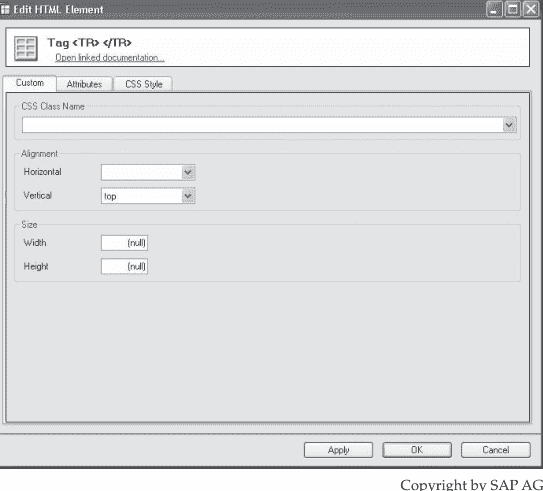 Edit HTML Element
Tag <TR> </TR>
Open linked documentation...
Custom Attributes CSS Style
CSS Class Name
Alignment
Horizontal
Vertical top
Size
Width (null)
Height (null)
Apply OK Cancel
Copyright by SAP AG